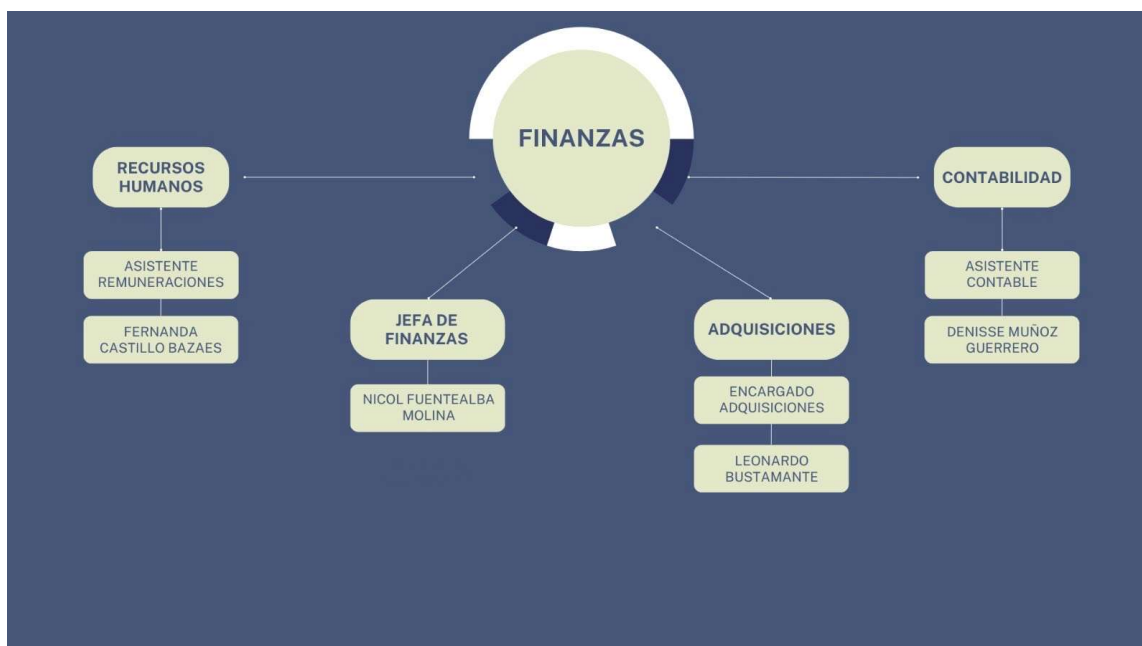 FINANZAS
RECURSOS
HUMANOS
ASISTENTE
REMUNERACIONES
FERNANDA
CASTILLO BAZAES
JEFA DE
FINANZAS
NICOL FUENTEALBA
MOLINA
ADQUISICIONES
ENCARGADO
ADQUISICIONES
LEONARDO
BUSTAMANTE
CONTABILIDAD
ASISTENTE
CONTABLE
DENISSE MUÑOZ
GUERRERO